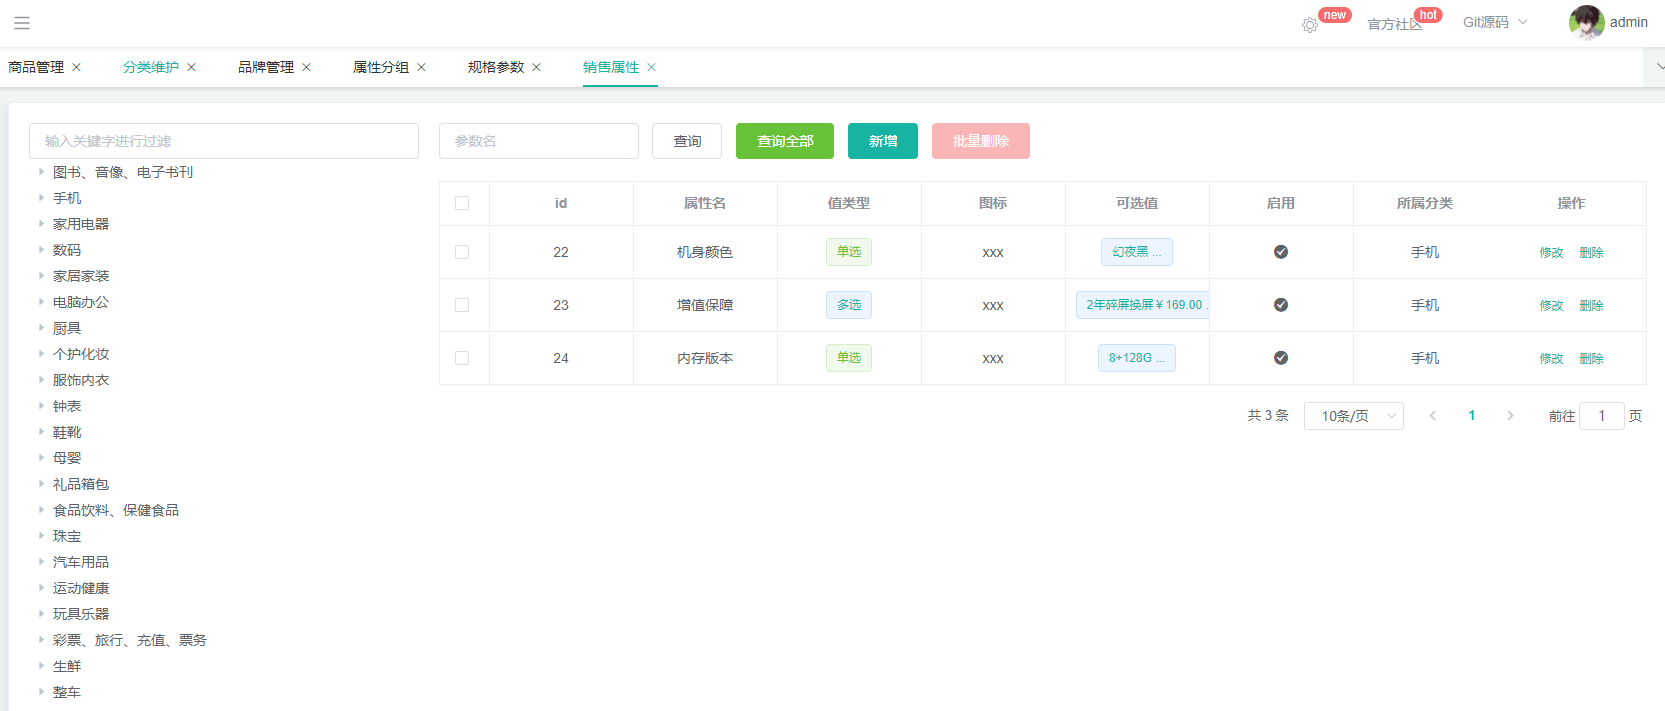 new
官方社区
hot
Git源码
admin
商品管理
分类维护
品牌管理
属性分组
规格参数
销售属性
输入关键字进行过滤
参数名
查询
查询全部
新增
批量删除
图书、音像、电子书刊
手机
家用电器
数码
家居家装
电脑办公
厨具
个护化妆
服饰内衣
钟表
鞋靴
母婴
礼品箱包
食品饮料、保健食品
珠宝
汽车用品
运动健康
玩具乐器
彩票、旅行、充值、票务
生鲜
整车
id 属性名 值类型 图标 可选值 启用 所属分类 操作
22 机身颜色 单选 xxx 幻夜黑 ... 手机 修改 删除
23 增值保障 多选 xxx 2年碎屏换屏￥169.00 . 手机 修改 删除
24 内存版本 单选 xxx 8+128G ... 手机 修改 删除
共 3 条 10条/页 1 前往 1 页